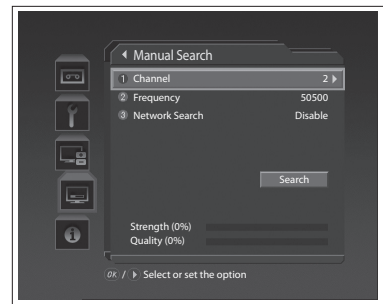 Manual Search
1 Channel 2
2 Frequency 50500
3 Network Search Disable
Search
Strength (0%)
Quality (0%)
OK / Select or set the option